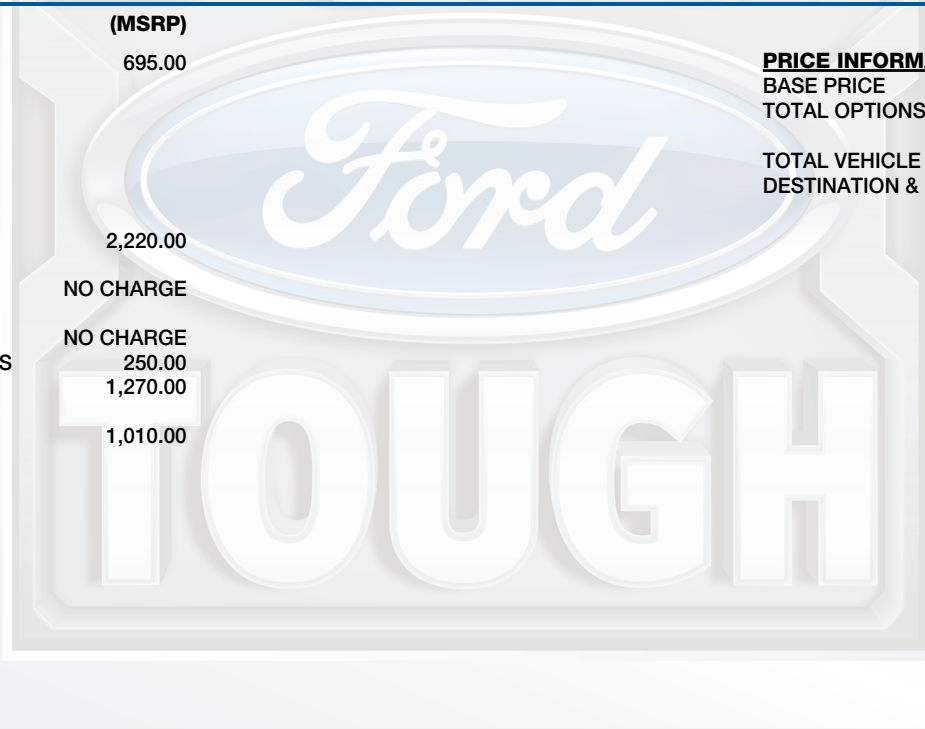 (MSRP)
695.00
2,220.00
NO CHARGE
NO CHARGE
S 250.00
1,270.00
1,010.00
PRICE INFORMA
BASE PRICE
TOTAL OPTIONS
TOTAL VEHICLE
DESTINATION &
Ford
TOUGH